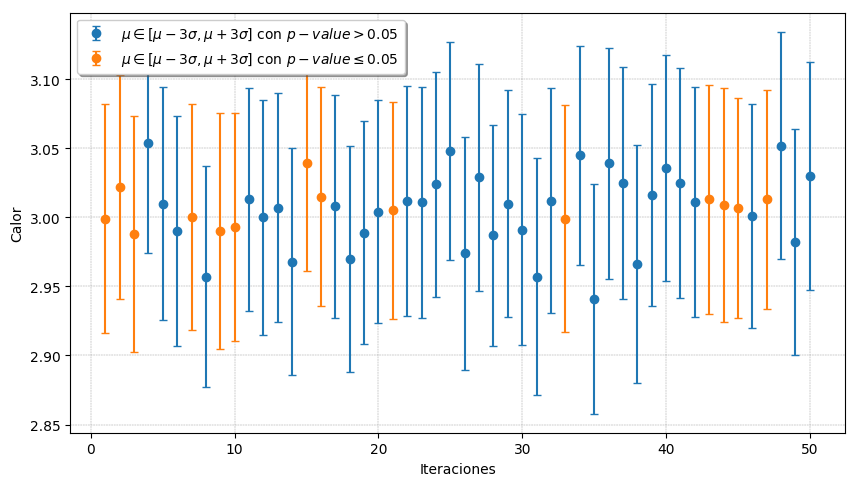 μ ∈ [μ − 3σ, μ + 3σ] con p − value > 0.05
μ ∈ [μ − 3σ, μ + 3σ] con p − value ≤ 0.05
3.10
3.05
3.00
2.95
2.90
2.85
Calor
0 10 20 30 40 50
Iteraciones